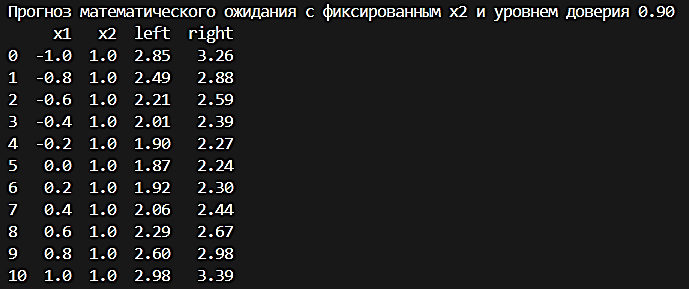 Прогноз математического ожидания с фиксированным x2 и уровнем доверия 0.90
x1 x2 left right
0 -1.0 1.0 2.85 3.26
1 -0.8 1.0 2.49 2.88
2 -0.6 1.0 2.21 2.59
3 -0.4 1.0 2.01 2.39
4 -0.2 1.0 1.90 2.27
5 0.0 1.0 1.87 2.24
6 0.2 1.0 1.92 2.30
7 0.4 1.0 2.06 2.44
8 0.6 1.0 2.29 2.67
9 0.8 1.0 2.60 2.98
10 1.0 1.0 2.98 3.39